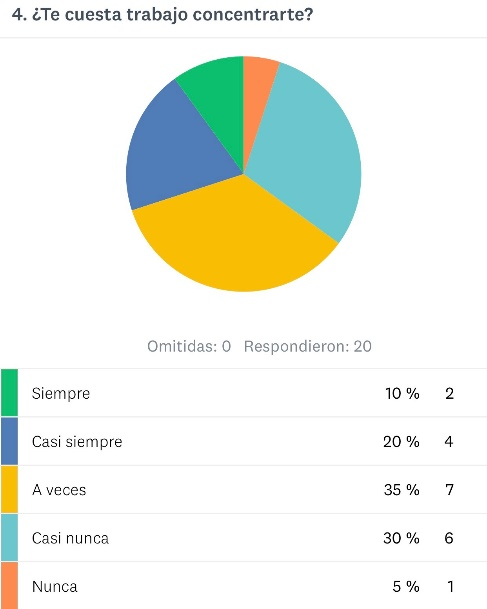 4. ¿Te cuesta trabajo concentrarte?
Omitidas: 0 Respondieron: 20
Siempre 10 % 2
Casi siempre 20 % 4
A veces 35 % 7
Casi nunca 30 % 6
Nunca 5 % 1